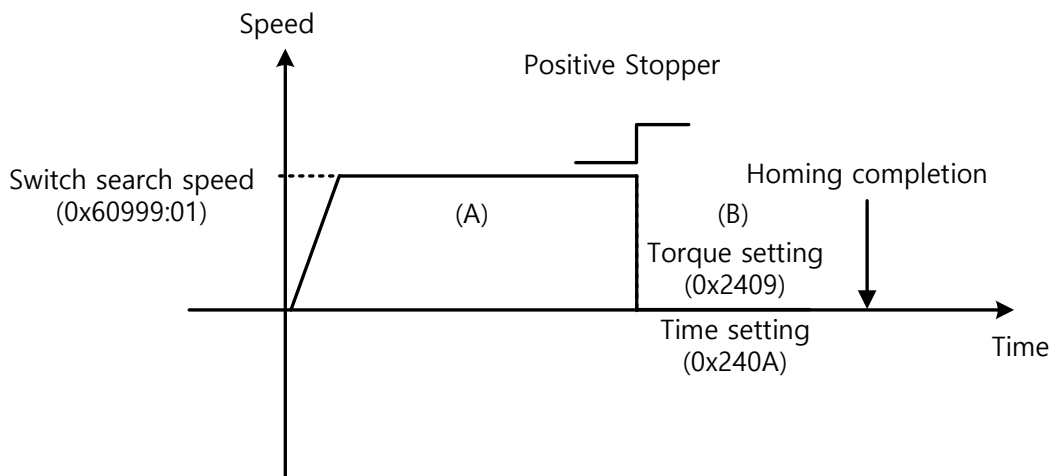 Speed
Positive Stopper
Switch search speed
(0x60999:01)
Homing completion
(A)
(B)
Torque setting
(0x2409)
Time setting
(0x240A)
Time